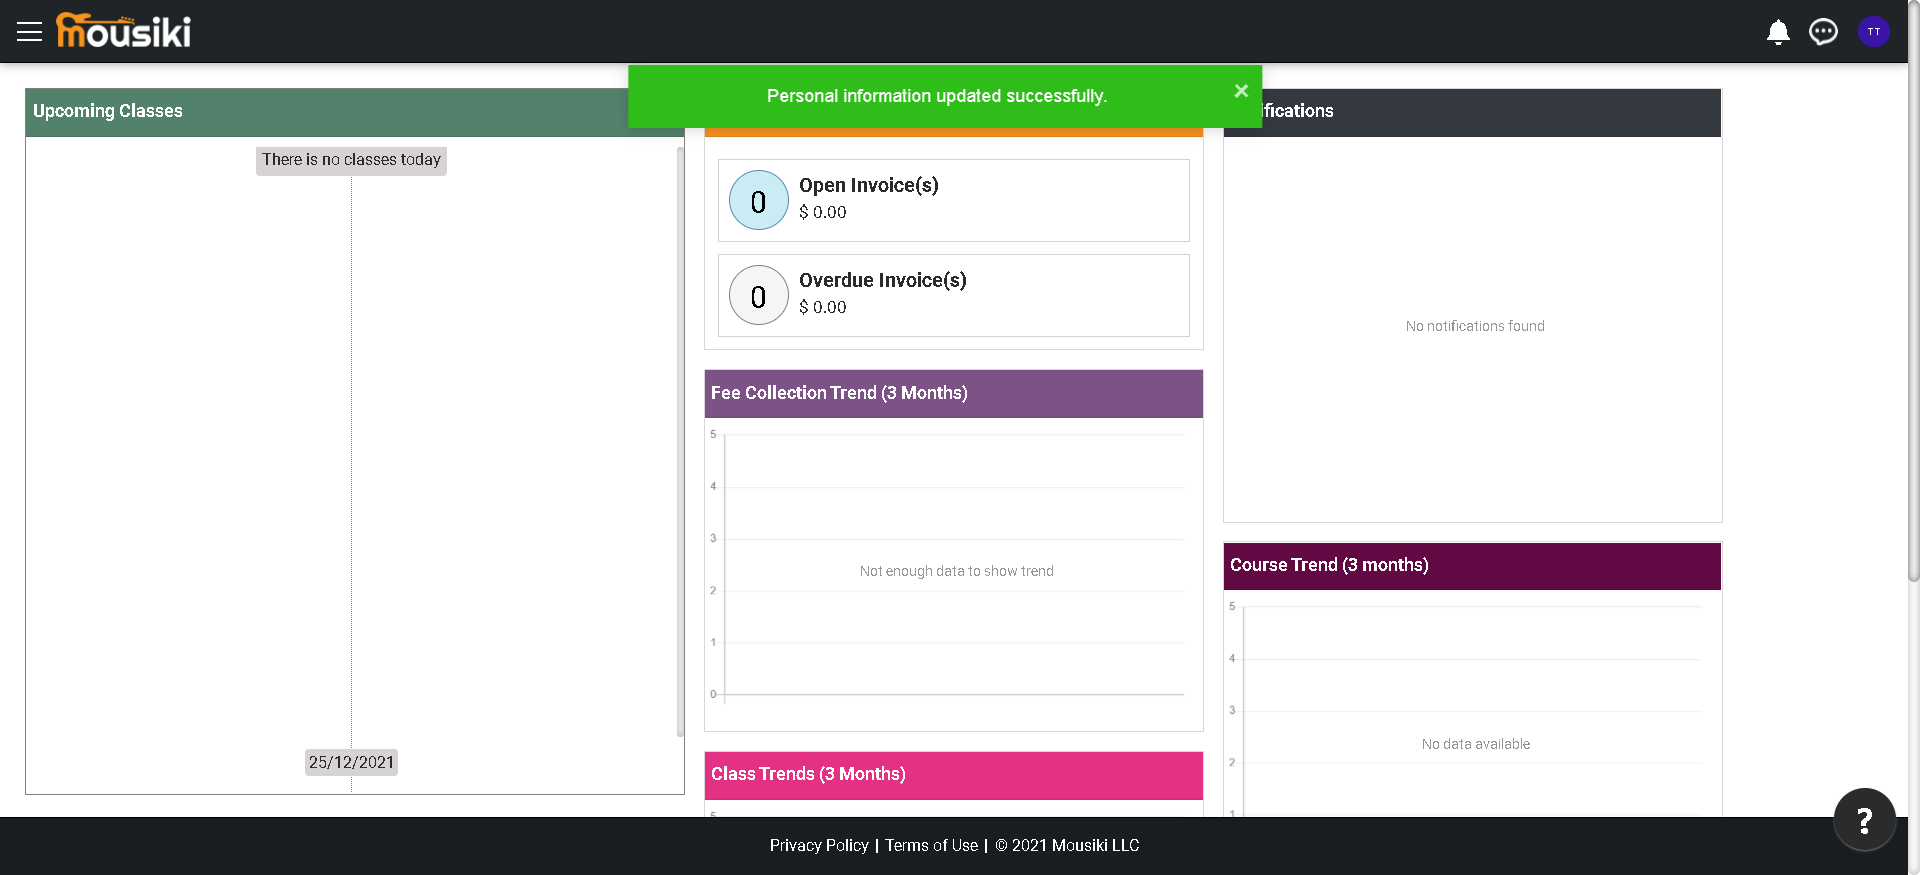 mousiki
TT
Personal information updated successfully.
×
Upcoming Classes
There is no classes today
25/12/2021
0
Open Invoice(s)
$ 0.00
0
Overdue Invoice(s)
$ 0.00
Fee Collection Trend (3 Months)
5
4
3
Not enough data to show trend
2
1
0
Class Trends (3 Months)
5
ifications
No notifications found
Course Trend (3 months)
5
4
3
No data available
2
1
?
Privacy Policy | Terms of Use | © 2021 Mousiki LLC